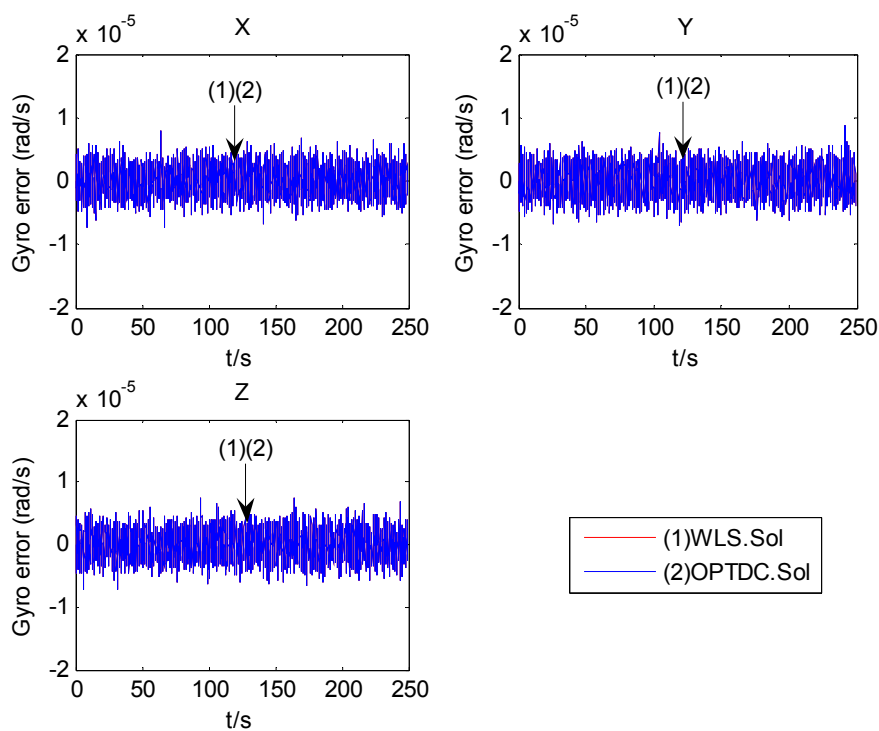 x 10^-5
X
Gyro error (rad/s)
2
1
0
-1
-2
(1)(2)
0 50 100 150 200 250
t/s
x 10^-5
Y
Gyro error (rad/s)
2
1
0
-1
-2
(1)(2)
0 50 100 150 200 250
t/s
x 10^-5
Z
Gyro error (rad/s)
2
1
0
-1
-2
(1)(2)
0 50 100 150 200 250
t/s
(1)WLS.Sol
(2)OPTDC.Sol